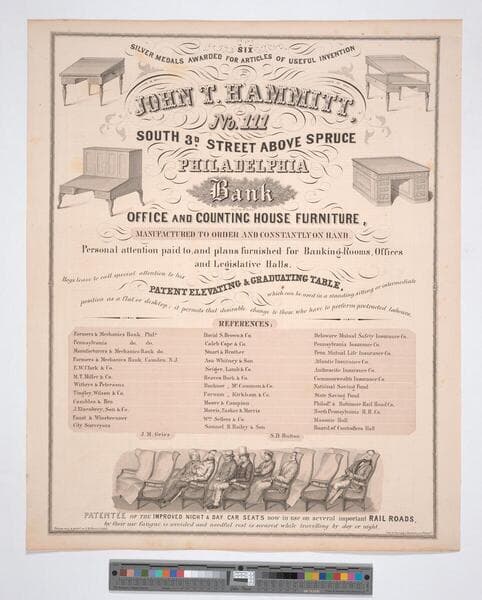 SIX
SILVER MEDALS AWARDED FOR ARTICLES OF USEFUL INVENTION
JOHN T. HAMMITT,
No. 111
SOUTH 3D STREET ABOVE SPRUCE
PHILADELPHIA
Bank
OFFICE AND COUNTING HOUSE FURNITURE,
MANUFACTURED TO ORDER AND CONSTANTLY ON HAND.
Personal attention paid to, and plans furnished for Banking-Rooms, Offices
and Legislative Halls.
Begs leave to call special attention to his
PATENT ELEVATING & GRADUATING TABLE,
which can be used in a standing, sitting or intermediate
position as a flat or desktop; it permits that desirable change to those who have to perform protracted labours.
REFERENCES:
Farmers & Mechanics Bank, Phila.
Pennsylvania do. do.
Manufacturers & Mechanics Bank do.
Farmers & Mechanics Bank, Camden, N.J.
E.W. Clark & Co.
M.T. Miller & Co.
Withers & Petersons
Tingley, Wilson & Co.
Camblos & Bro.
J. Eisenbrey, Son & Co.
Faust & Winebrener
City Surveyors
David S. Brown & Co.
Caleb Cope & Co.
Stuart & Brother
Asa Whitney & Son
Seiger, Lamb & Co.
Reaves Buck & Co.
Buckner, McCammon & Co.
Furman, Kirkham & Co.
Moore & Campion
Morris, Tasker & Morris
Wm. Sellers & Co.
Samuel B. Bailey & Son
Delaware Mutual Safety Insurance Co.
Pennsylvania Insurance Co.
Penn Mutual Life Insurance Co.
Atlantic Insurance Co.
Anthracite Insurance Co.
Commonwealth Insurance Co.
National Saving Fund
State Saving Fund
Philada. & Baltimore Rail Road Co.
North Pennsylvania R.R. Co.
Masonic Hall
Board of Controllers Hall
J.M. Geirs
S.D. Button
PATENTEE OF THE IMPROVED NIGHT & DAY CAR SEATS now in use on several important RAIL ROADS,
by their use fatigue is avoided and needful rest is secured while travelling by day or night.